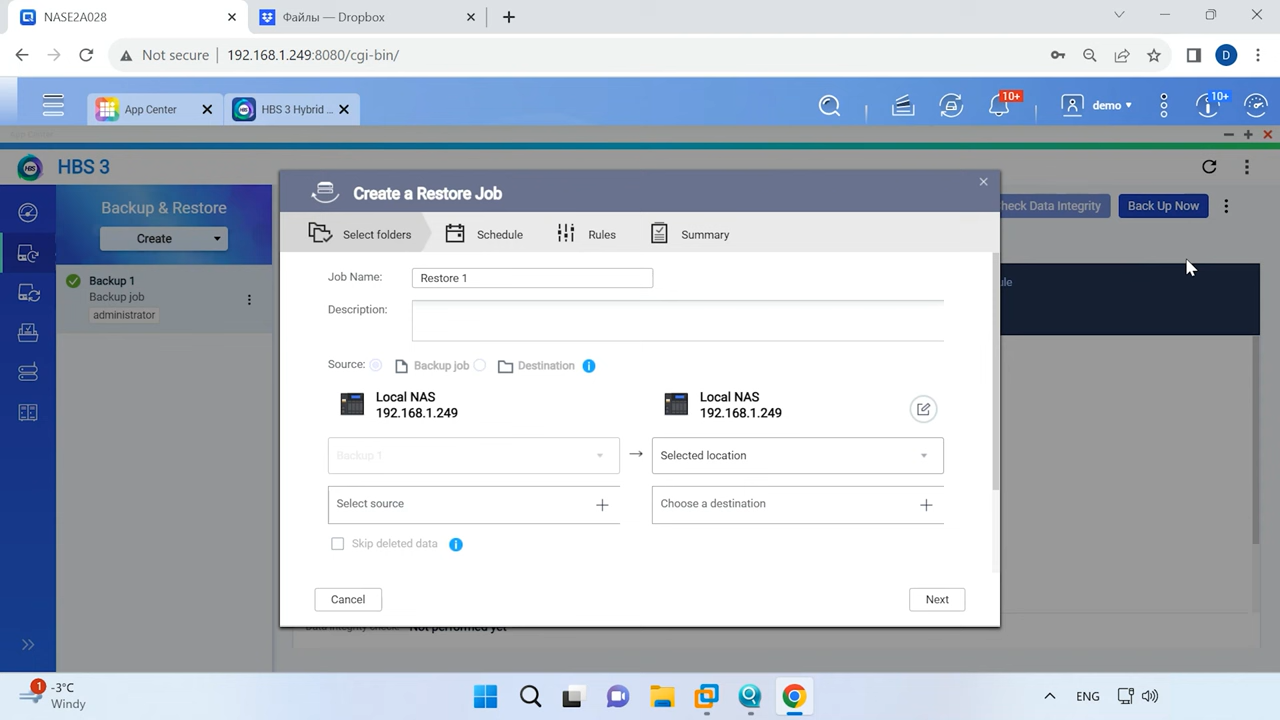 NASE2A028
Файлы — Dropbox
Not secure
192.168.1.249:8080/cgi-bin/
D
App Center
HBS 3 Hybrid ...
10+
demo
10+
HBS 3
Backup & Restore
Create
Backup 1
Backup job
administrator
Check Data Integrity
Back Up Now
Create a Restore Job
Select folders
Schedule
Rules
Summary
Job Name:
Restore 1
Description:
Source:
Backup job
Destination
Local NAS
192.168.1.249
Local NAS
192.168.1.249
Backup 1
Selected location
Select source
Choose a destination
Skip deleted data
Cancel
Next
Not performed yet
1
-3°C
Windy
ENG